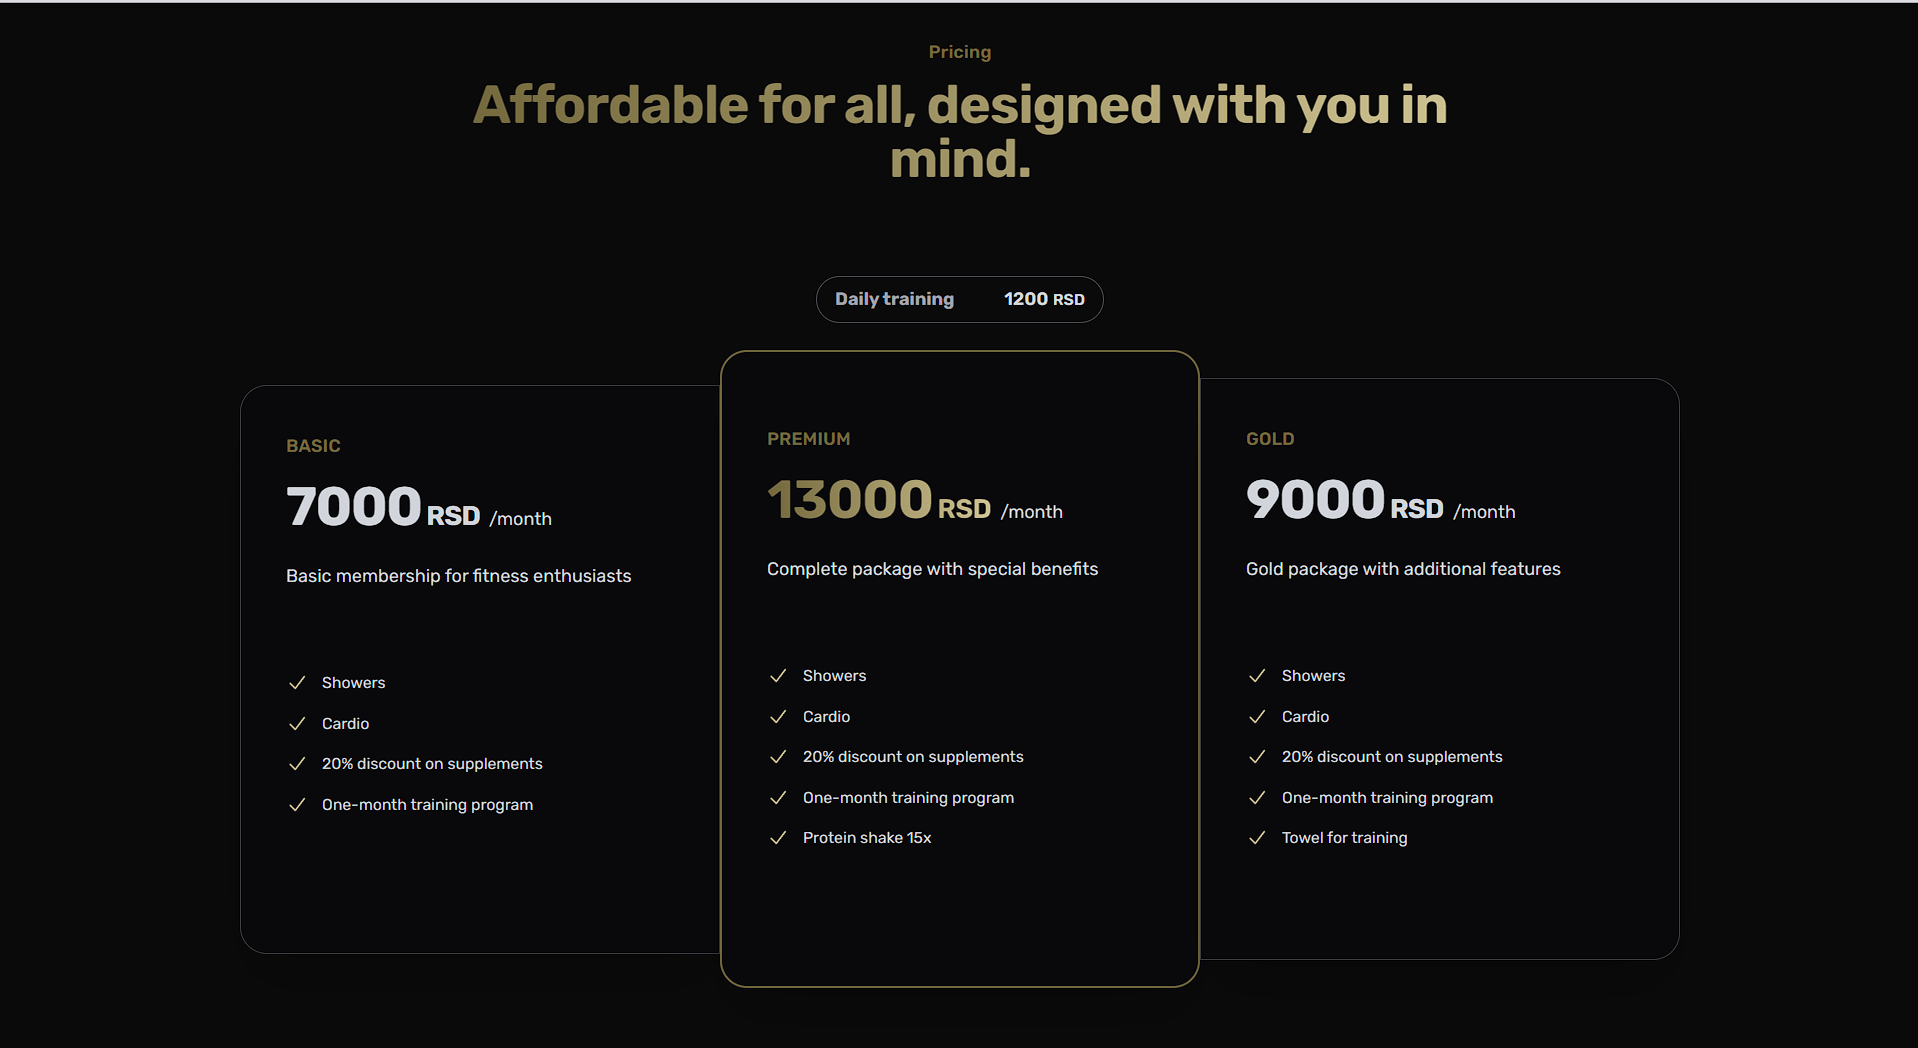 Pricing
Affordable for all, designed with you in
mind.
Daily training 1200 RSD
BASIC
7000 RSD /month
Basic membership for fitness enthusiasts
Showers
Cardio
20% discount on supplements
One-month training program
PREMIUM
13000 RSD /month
Complete package with special benefits
Showers
Cardio
20% discount on supplements
One-month training program
Protein shake 15x
GOLD
9000 RSD /month
Gold package with additional features
Showers
Cardio
20% discount on supplements
One-month training program
Towel for training